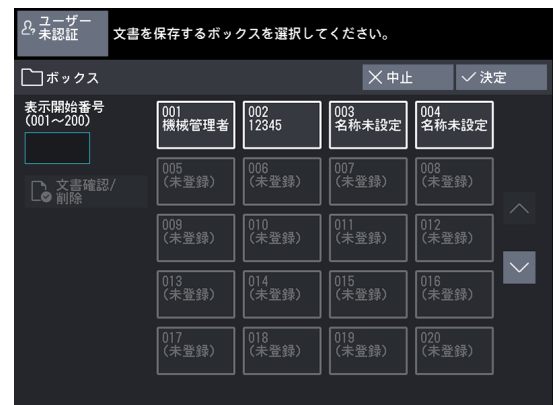 ユーザー
未認証
文書を保存するボックスを選択してください。
ボックス
中止
決定
表示開始番号
(001～200)
文書確認/
削除
001
機械管理者
002
12345
003
名称未設定
004
名称未設定
005
(未登録)
006
(未登録)
007
(未登録)
008
(未登録)
009
(未登録)
010
(未登録)
011
(未登録)
012
(未登録)
013
(未登録)
014
(未登録)
015
(未登録)
016
(未登録)
017
(未登録)
018
(未登録)
019
(未登録)
020
(未登録)